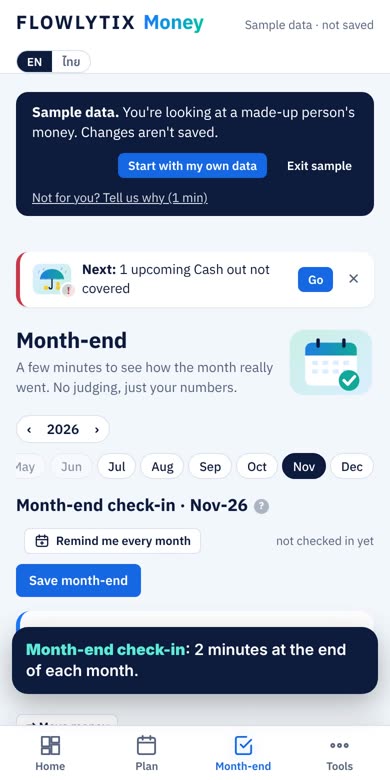 FLOWLYTIX Money
Sample data · not saved
EN
ไทย
Sample data. You're looking at a made-up person's
money. Changes aren't saved.
Start with my own data
Exit sample
Not for you? Tell us why (1 min)
Next: 1 upcoming Cash out not
covered
Go
×
Month-end
A few minutes to see how the month really
went. No judging, just your numbers.
‹ 2026 ›
May
Jun
Jul
Aug
Sep
Oct
Nov
Dec
Month-end check-in · Nov-26 ?
Remind me every month
not checked in yet
Save month-end
Month-end check-in: 2 minutes at the end
of each month.
Home
Plan
Month-end
Tools